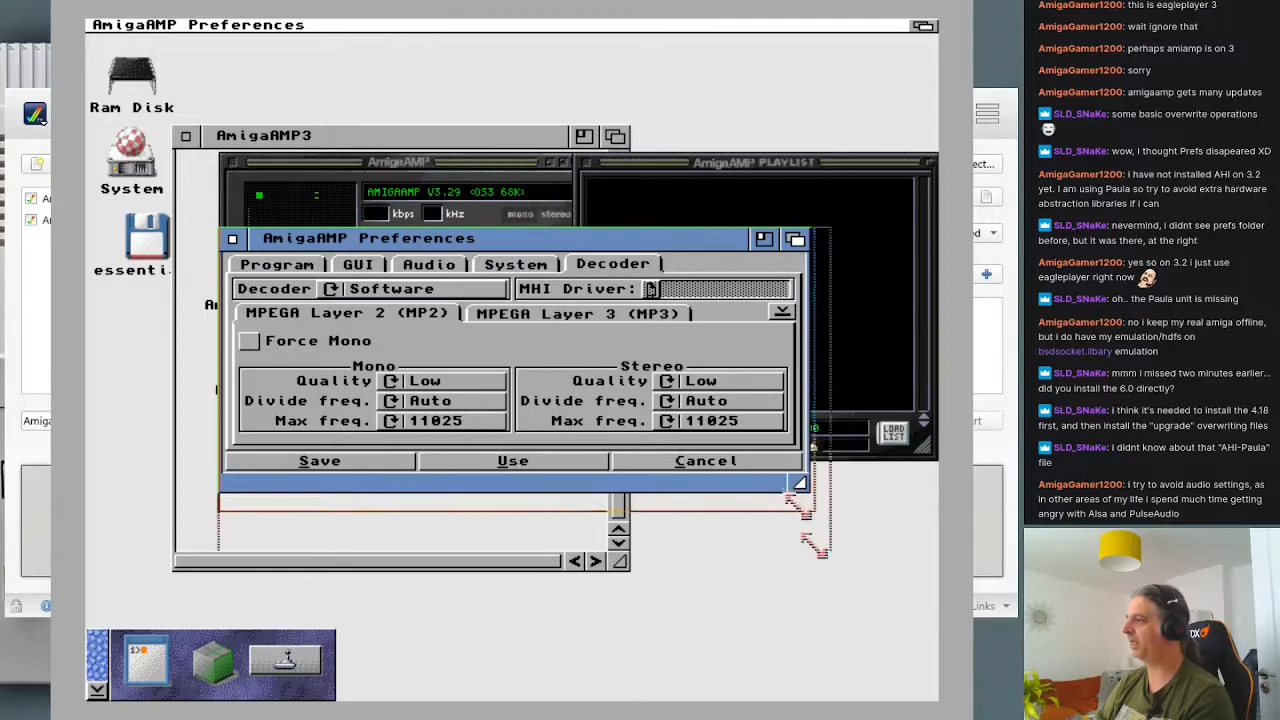 AmigaAMP Preferences
Ram Disk
System
essenti.
AmigaAMP3
AmigaAMP
AmigaAMP PLAYLIST
AMIGAAMP V3.29 <OS3 68K>
kbps
kHz
mono stereo
AmigaAMP Preferences
Program
GUI
Audio
System
Decoder
Decoder
Software
MHI Driver:
MPEGA Layer 2 (MP2)
MPEGA Layer 3 (MP3)
Force Mono
Mono
Stereo
Quality Low
Quality Low
Divide freq. Auto
Divide freq. Auto
Max freq. 11025
Max freq. 11025
Save
Use
Cancel
LOAD
LIST
1>
Amiga
ect...
ed
rt
Links
AmigaGamer1200: this is eagleplayer 3
AmigaGamer1200: wait ignore that
AmigaGamer1200: perhaps amiamp is on 3
AmigaGamer1200: sorry
AmigaGamer1200: amigaamp gets many updates
SLD_SNaKe: some basic overwrite operations
SLD_SNaKe: wow, I thought Prefs disapeared XD
AmigaGamer1200: i have not installed AHI on 3.2
yet. I am using Paula so try to avoid extra hardware
abstraction libraries if i can
SLD_SNaKe: nevermind, i didn't see prefs folder
before, but it was there, at the right
AmigaGamer1200: yes so on 3.2 i just use
eagleplayer right now
SLD_SNaKe: oh.. the Paula unit is missing
AmigaGamer1200: no i keep my real amiga offline,
but i do have my emulation/hdfs on
bsdsocket.libary emulation
SLD_SNaKe: mmm I missed two minutes earlier,
did you install the 6.0 directly?
SLD_SNaKe: i think it's needed to install the 4.18
first, and then install the "upgrade" overwriting it
SLD_SNaKe: i didnt know about that "AHI-Paula"
file
AmigaGamer1200: i try to avoid audio settings, as
in other areas of my life i spend much time getting
angry with Alsa and PulseAudio